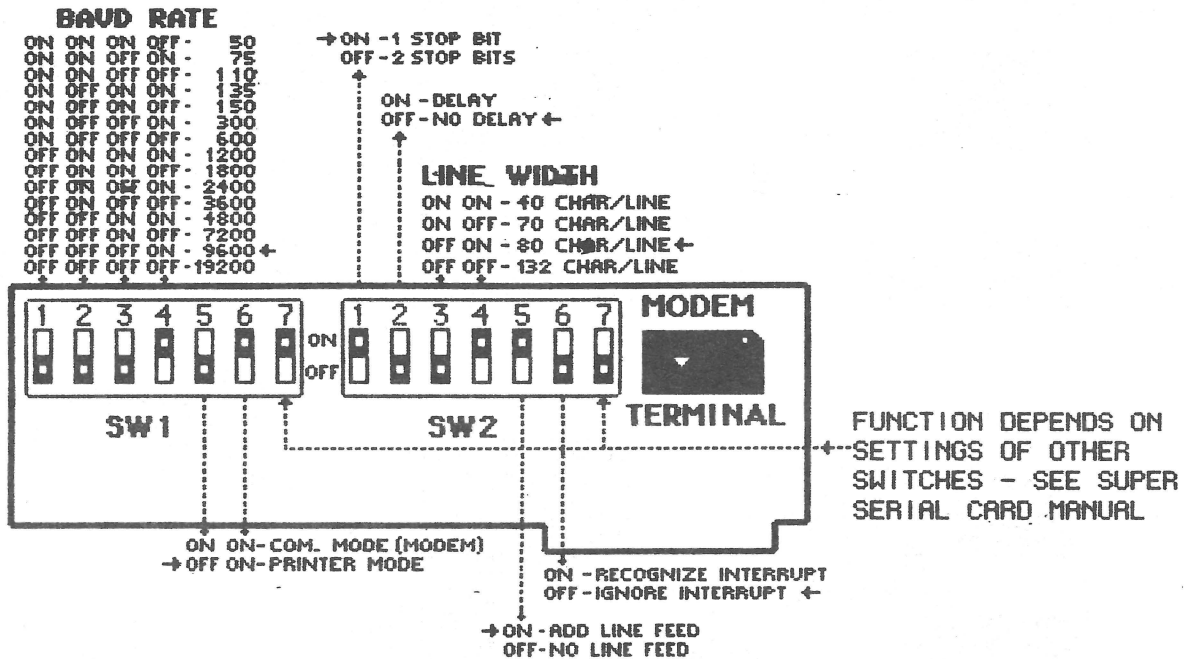 BAUD RATE
ON ON ON OFF- 50
ON ON OFF ON - 75
ON ON OFF OFF- 110
ON OFF ON ON - 135
ON OFF ON OFF- 150
ON OFF OFF ON - 300
ON OFF OFF OFF- 600
OFF ON ON ON - 1200
OFF ON ON OFF- 1800
OFF ON OFF ON - 2400
OFF ON OFF OFF- 3600
OFF OFF ON ON - 4800
OFF OFF ON OFF- 7200
OFF OFF OFF ON - 9600←
OFF OFF OFF OFF-19200
→ON -1 STOP BIT
OFF-2 STOP BITS
ON -DELAY
OFF-NO DELAY←
LINE WIDTH
ON ON - 40 CHAR/LINE
ON OFF- 70 CHAR/LINE
OFF ON - 80 CHAR/LINE←
OFF OFF- 132 CHAR/LINE
1 2 3 4 5 6 7
ON
OFF
1 2 3 4 5 6 7
MODEM
TERMINAL
SW1
SW2
←FUNCTION DEPENDS ON
SETTINGS OF OTHER
SWITCHES - SEE SUPER
SERIAL CARD MANUAL
ON ON-COM. MODE (MODEM)
→OFF ON-PRINTER MODE
ON -RECOGNIZE INTERRUPT
OFF-IGNORE INTERRUPT ←
→ON -ADD LINE FEED
OFF-NO LINE FEED